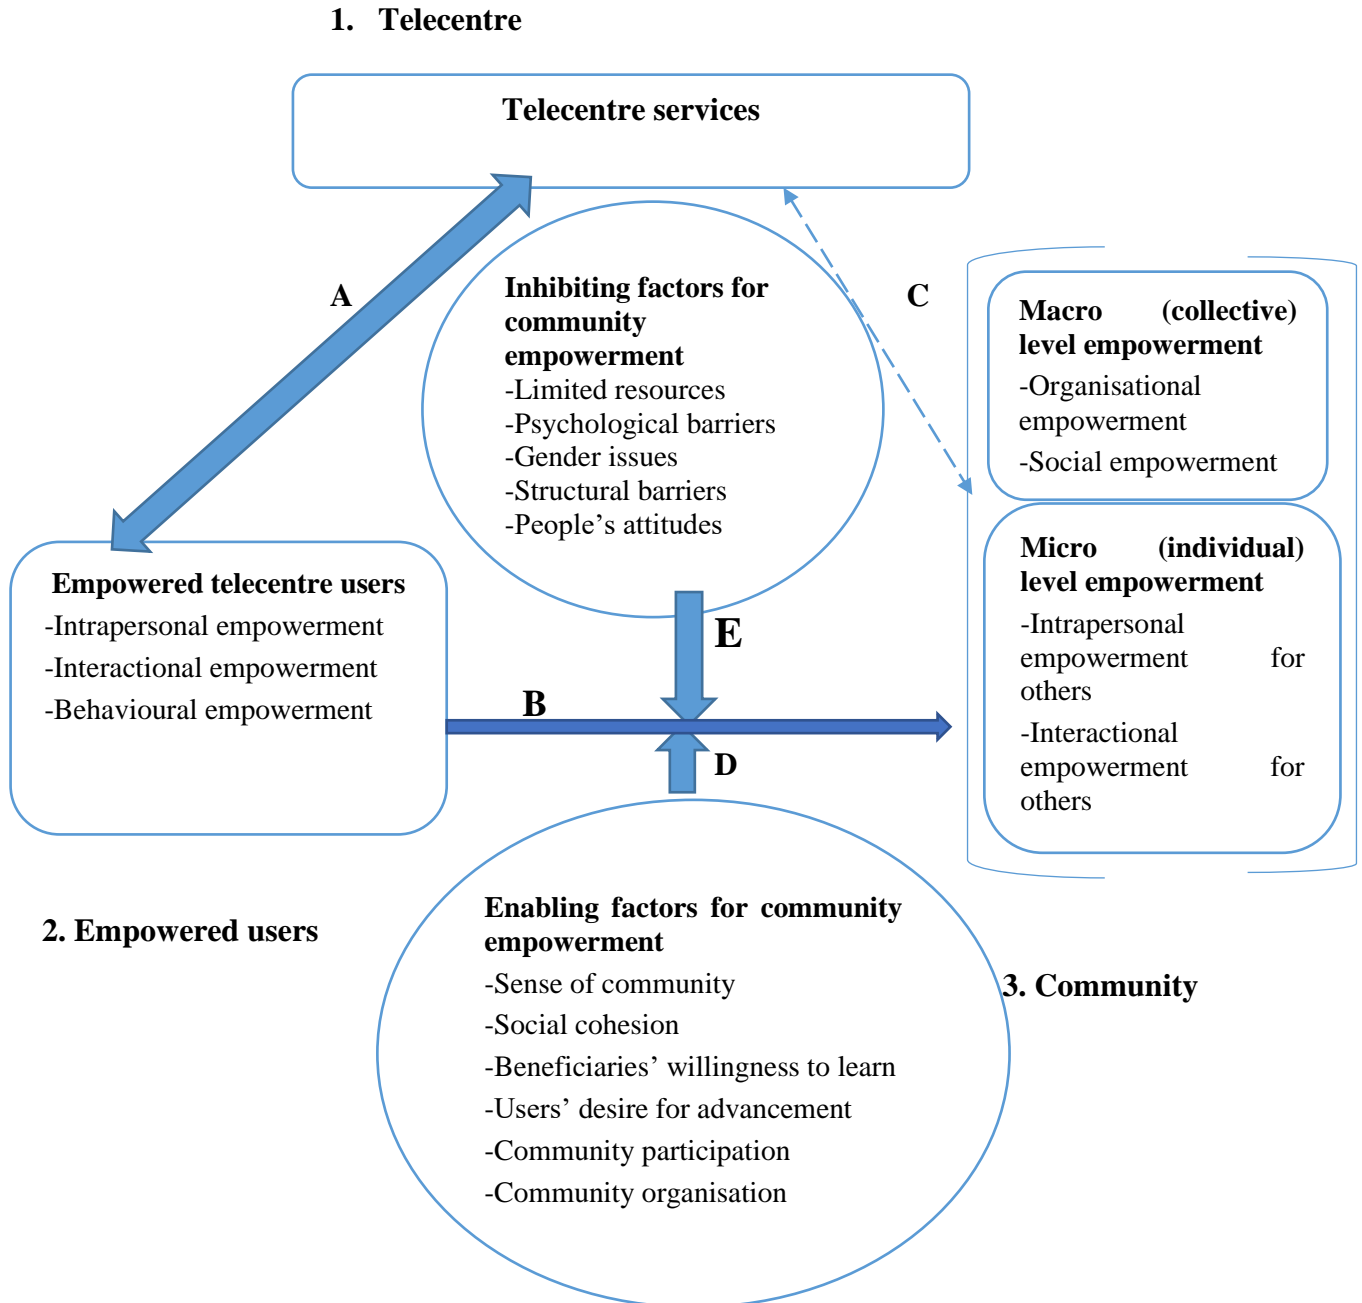 1. Telecentre
Telecentre services
A
Inhibiting factors for
community
empowerment
-Limited resources
-Psychological barriers
-Gender issues
-Structural barriers
-People’s attitudes
C
Macro (collective)
level empowerment
-Organisational
empowerment
-Social empowerment
Micro (individual)
level empowerment
-Intrapersonal
empowerment for
others
-Interactional
empowerment for
others
Empowered telecentre users
-Intrapersonal empowerment
-Interactional empowerment
-Behavioural empowerment
E
B
D
2. Empowered users
Enabling factors for community
empowerment
-Sense of community
-Social cohesion
-Beneficiaries’ willingness to learn
-Users’ desire for advancement
-Community participation
-Community organisation
3. Community